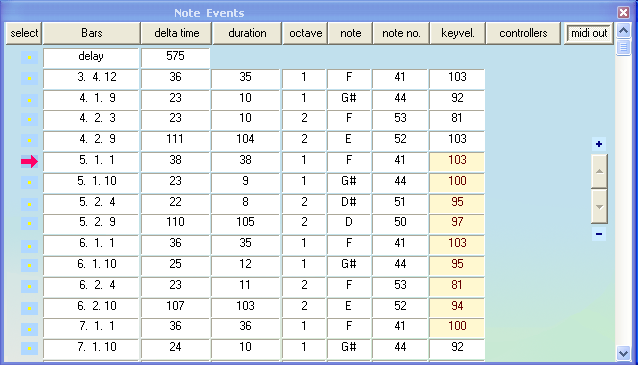 Note Events
select Bars delta time duration octave note note no. keyvel. controllers midi out
delay 575
3. 4. 12 36 35 1 F 41 103
4. 1. 9 23 10 1 G# 44 92
4. 2. 3 23 10 2 F 53 81
4. 2. 9 111 104 2 E 52 103
5. 1. 1 38 38 1 F 41 103
5. 1. 10 23 9 1 G# 44 100
5. 2. 4 22 8 2 D# 51 95
5. 2. 9 110 105 2 D 50 97
6. 1. 1 36 35 1 F 41 103
6. 1. 10 25 12 1 G# 44 95
6. 2. 4 23 11 2 F 53 81
6. 2. 10 107 103 2 E 52 94
7. 1. 1 36 36 1 F 41 100
7. 1. 10 24 10 1 G# 44 92